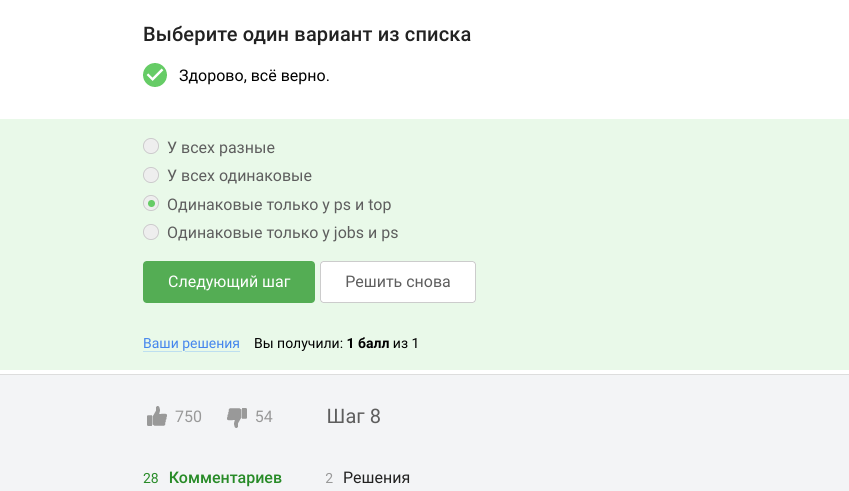 Выберите один вариант из списка
Здорово, всё верно.
У всех разные
У всех одинаковые
Одинаковые только у ps и top
Одинаковые только у jobs и ps
Следующий шаг Решить снова
Ваши решения Вы получили: 1 балл из 1
750 54 Шаг 8
28 Комментариев 2 Решения